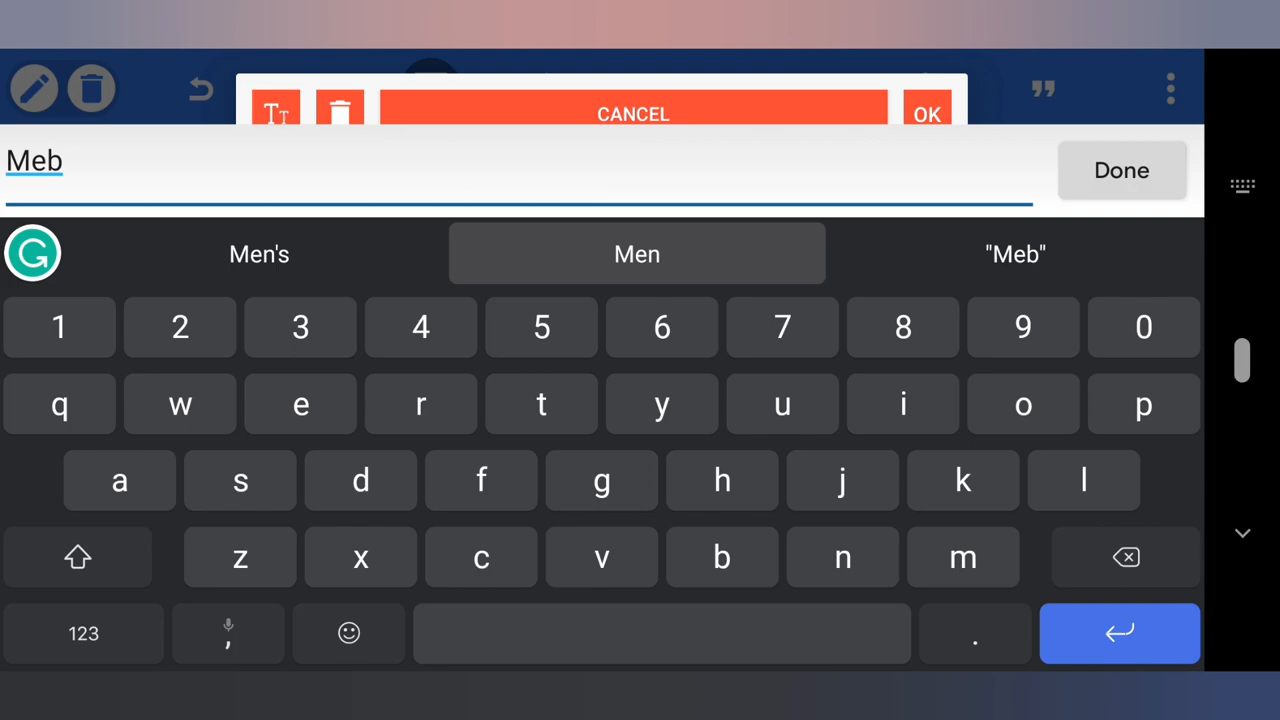 CANCEL OK
Meb Done
Men's Men "Meb"
1 2 3 4 5 6 7 8 9 0
q w e r t y u i o p
a s d f g h j k l
z x c v b n m
123 , .